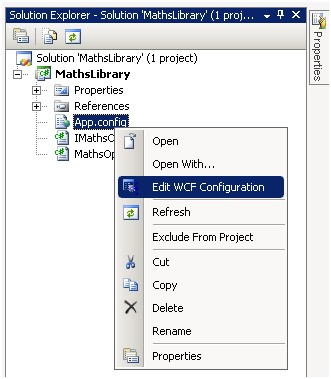 Solution Explorer - Solution 'MathsLibrary' (1 proj...
Properties
Solution 'MathsLibrary' (1 project)
MathsLibrary
Properties
References
App.config
IMathsO
MathsOp
Open
Open With...
Edit WCF Configuration
Refresh
Exclude From Project
Cut
Copy
Delete
Rename
Properties